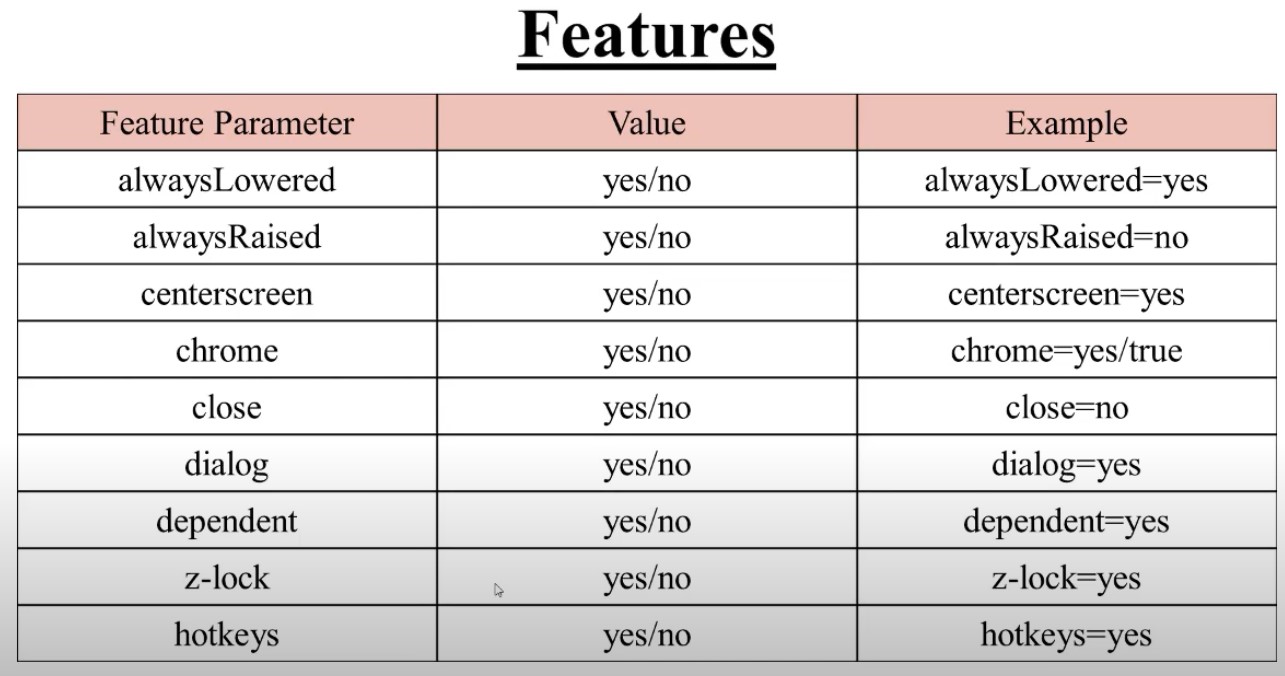 Features
Feature Parameter Value Example
alwaysLowered yes/no alwaysLowered=yes
alwaysRaised yes/no alwaysRaised=no
centerscreen yes/no centerscreen=yes
chrome yes/no chrome=yes/true
close yes/no close=no
dialog yes/no dialog=yes
dependent yes/no dependent=yes
z-lock yes/no z-lock=yes
hotkeys yes/no hotkeys=yes